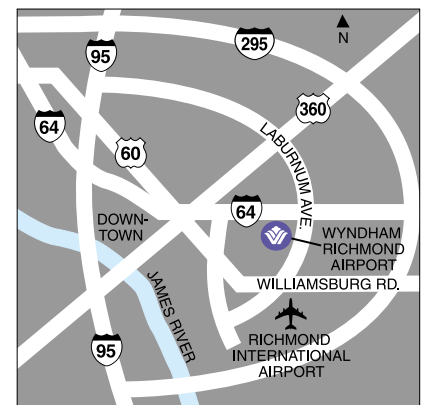 295
N
95
360
64
60
LABURNUM AVE.
64
DOWN-
TOWN
WYNDHAM
RICHMOND
AIRPORT
WILLIAMSBURG RD.
JAMES RIVER
95
RICHMOND
INTERNATIONAL
AIRPORT